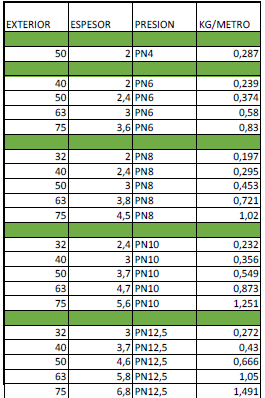 EXTERIOR ESPESOR PRESION KG/METRO
50 2 PN4 0,287
40 2 PN6 0,239
50 2,4 PN6 0,374
63 3 PN6 0,58
75 3,6 PN6 0,83
32 2 PN8 0,197
40 2,4 PN8 0,295
50 3 PN8 0,453
63 3,8 PN8 0,721
75 4,5 PN8 1,02
32 2,4 PN10 0,232
40 3 PN10 0,356
50 3,7 PN10 0,549
63 4,7 PN10 0,873
75 5,6 PN10 1,251
32 3 PN12,5 0,272
40 3,7 PN12,5 0,43
50 4,6 PN12,5 0,666
63 5,8 PN12,5 1,05
75 6,8 PN12,5 1,491